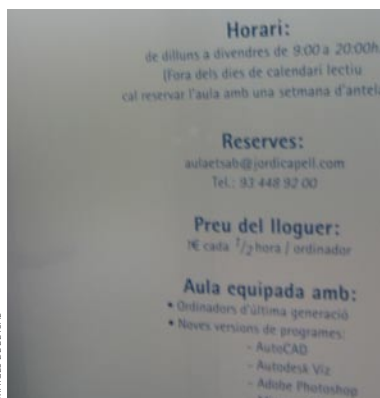 Horari:
de dilluns a divendres de 9:00 a 20:00h
(Fora dels dies de calendari lectiu
cal reservar l'aula amb una setmana d'antela
Reserves:
aulaetsab@jordicapell.com
Tel.: 93 448 92 00
Preu del lloguer:
1€ cada 1/2 hora / ordinador
Aula equipada amb:
• Ordinadors d'última generació
• Noves versions de programes:
- AutoCAD
- Autodesk Viz
- Adobe Photoshop